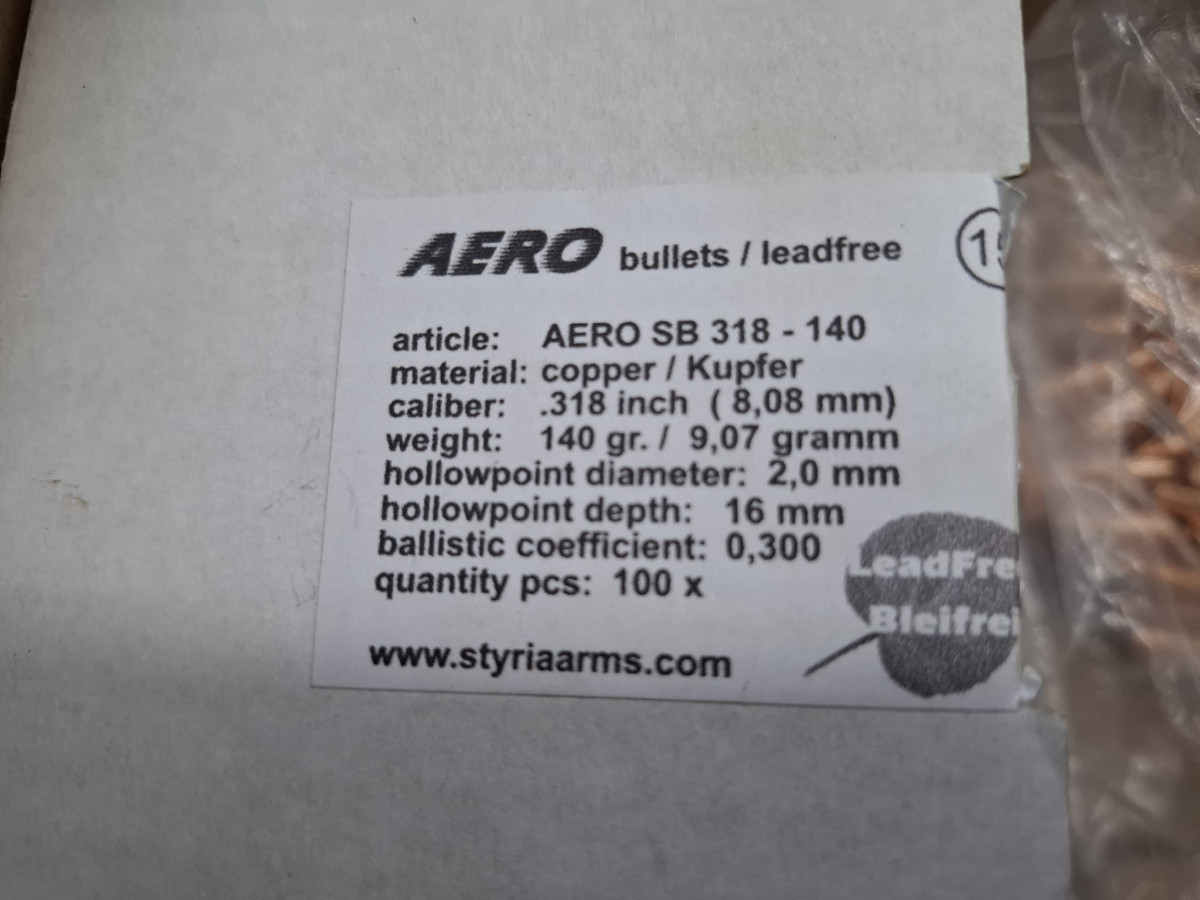 AERO bullets / leadfree
article: AERO SB 318 - 140
material: copper / Kupfer
caliber: .318 inch ( 8,08 mm)
weight: 140 gr. / 9,07 gramm
hollowpoint diameter: 2,0 mm
hollowpoint depth: 16 mm
ballistic coefficient: 0,300
quantity pcs: 100 x
LeadFre
Bleifrei
www.styriaarms.com